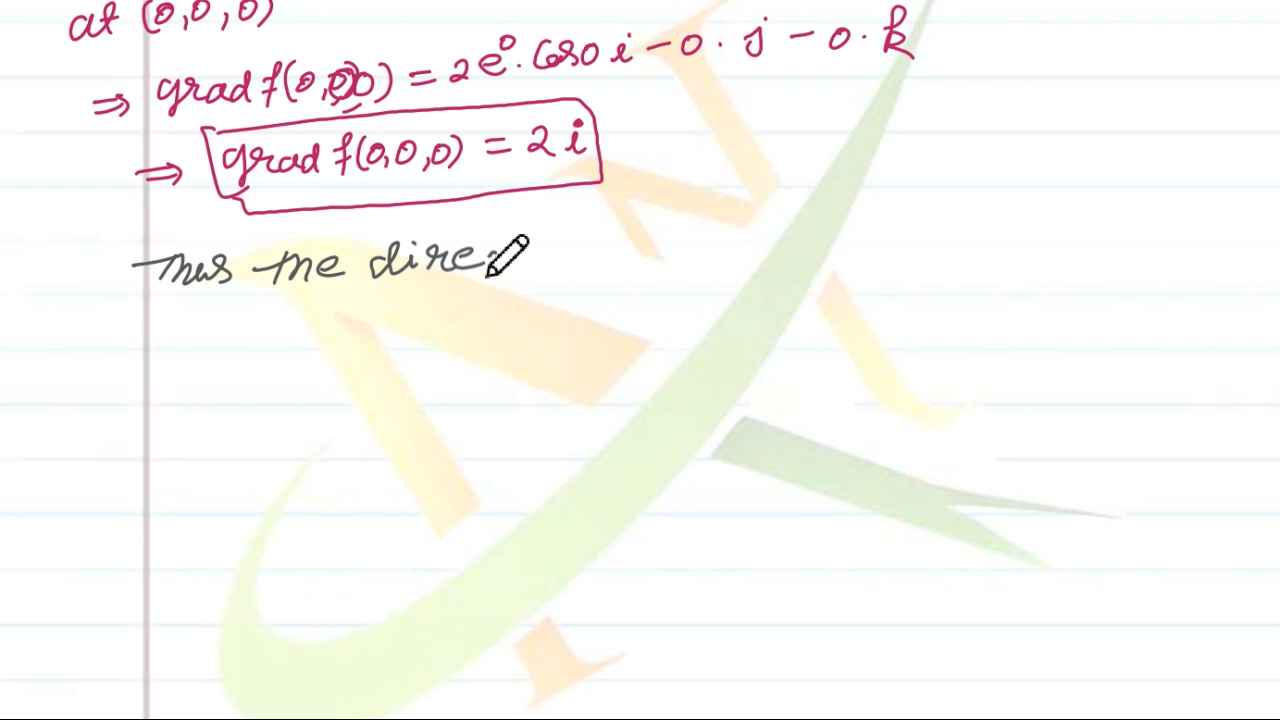 at (0,0,0)
⇒ grad f(0,0,0) = 2e⁰. Cos0 i − 0. j − 0. k
⇒ grad f(0,0,0) = 2 i
Thus the dire